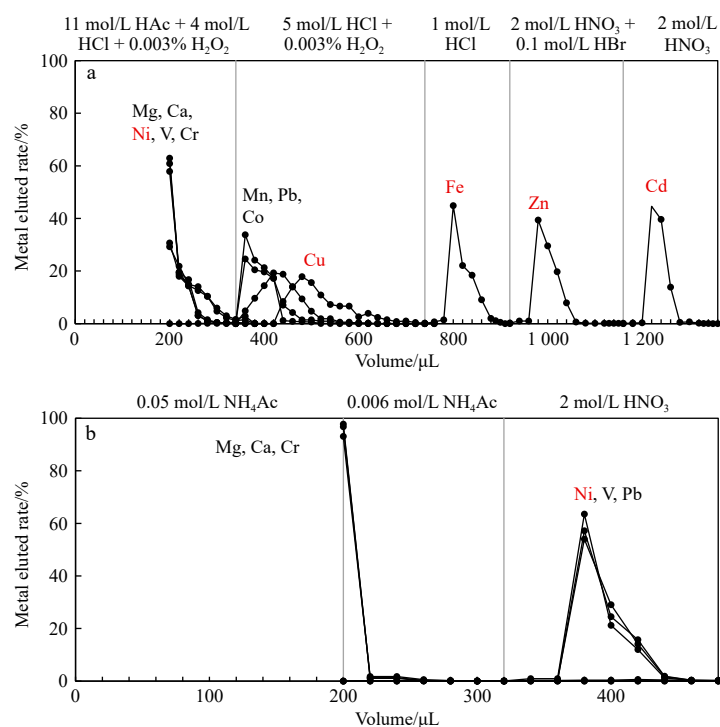 11 mol/L HAc + 4 mol/L
HCl + 0.003% H₂O₂
5 mol/L HCl +
0.003% H₂O₂
1 mol/L
HCl
2 mol/L HNO₃ +
0.1 mol/L HBr
2 mol/L
HNO₃
a
Metal eluted rate/%
100
80
60
40
20
0
Mg, Ca,
Ni, V, Cr
Mn, Pb,
Co
Cu
Fe
Zn
Cd
0 200 400 600 800 1 000 1 200
Volume/μL
0.05 mol/L NH₄Ac
0.006 mol/L NH₄Ac
2 mol/L HNO₃
b
Metal eluted rate/%
100
80
60
40
20
0
Mg, Ca, Cr
Ni, V, Pb
0 100 200 300 400
Volume/μL